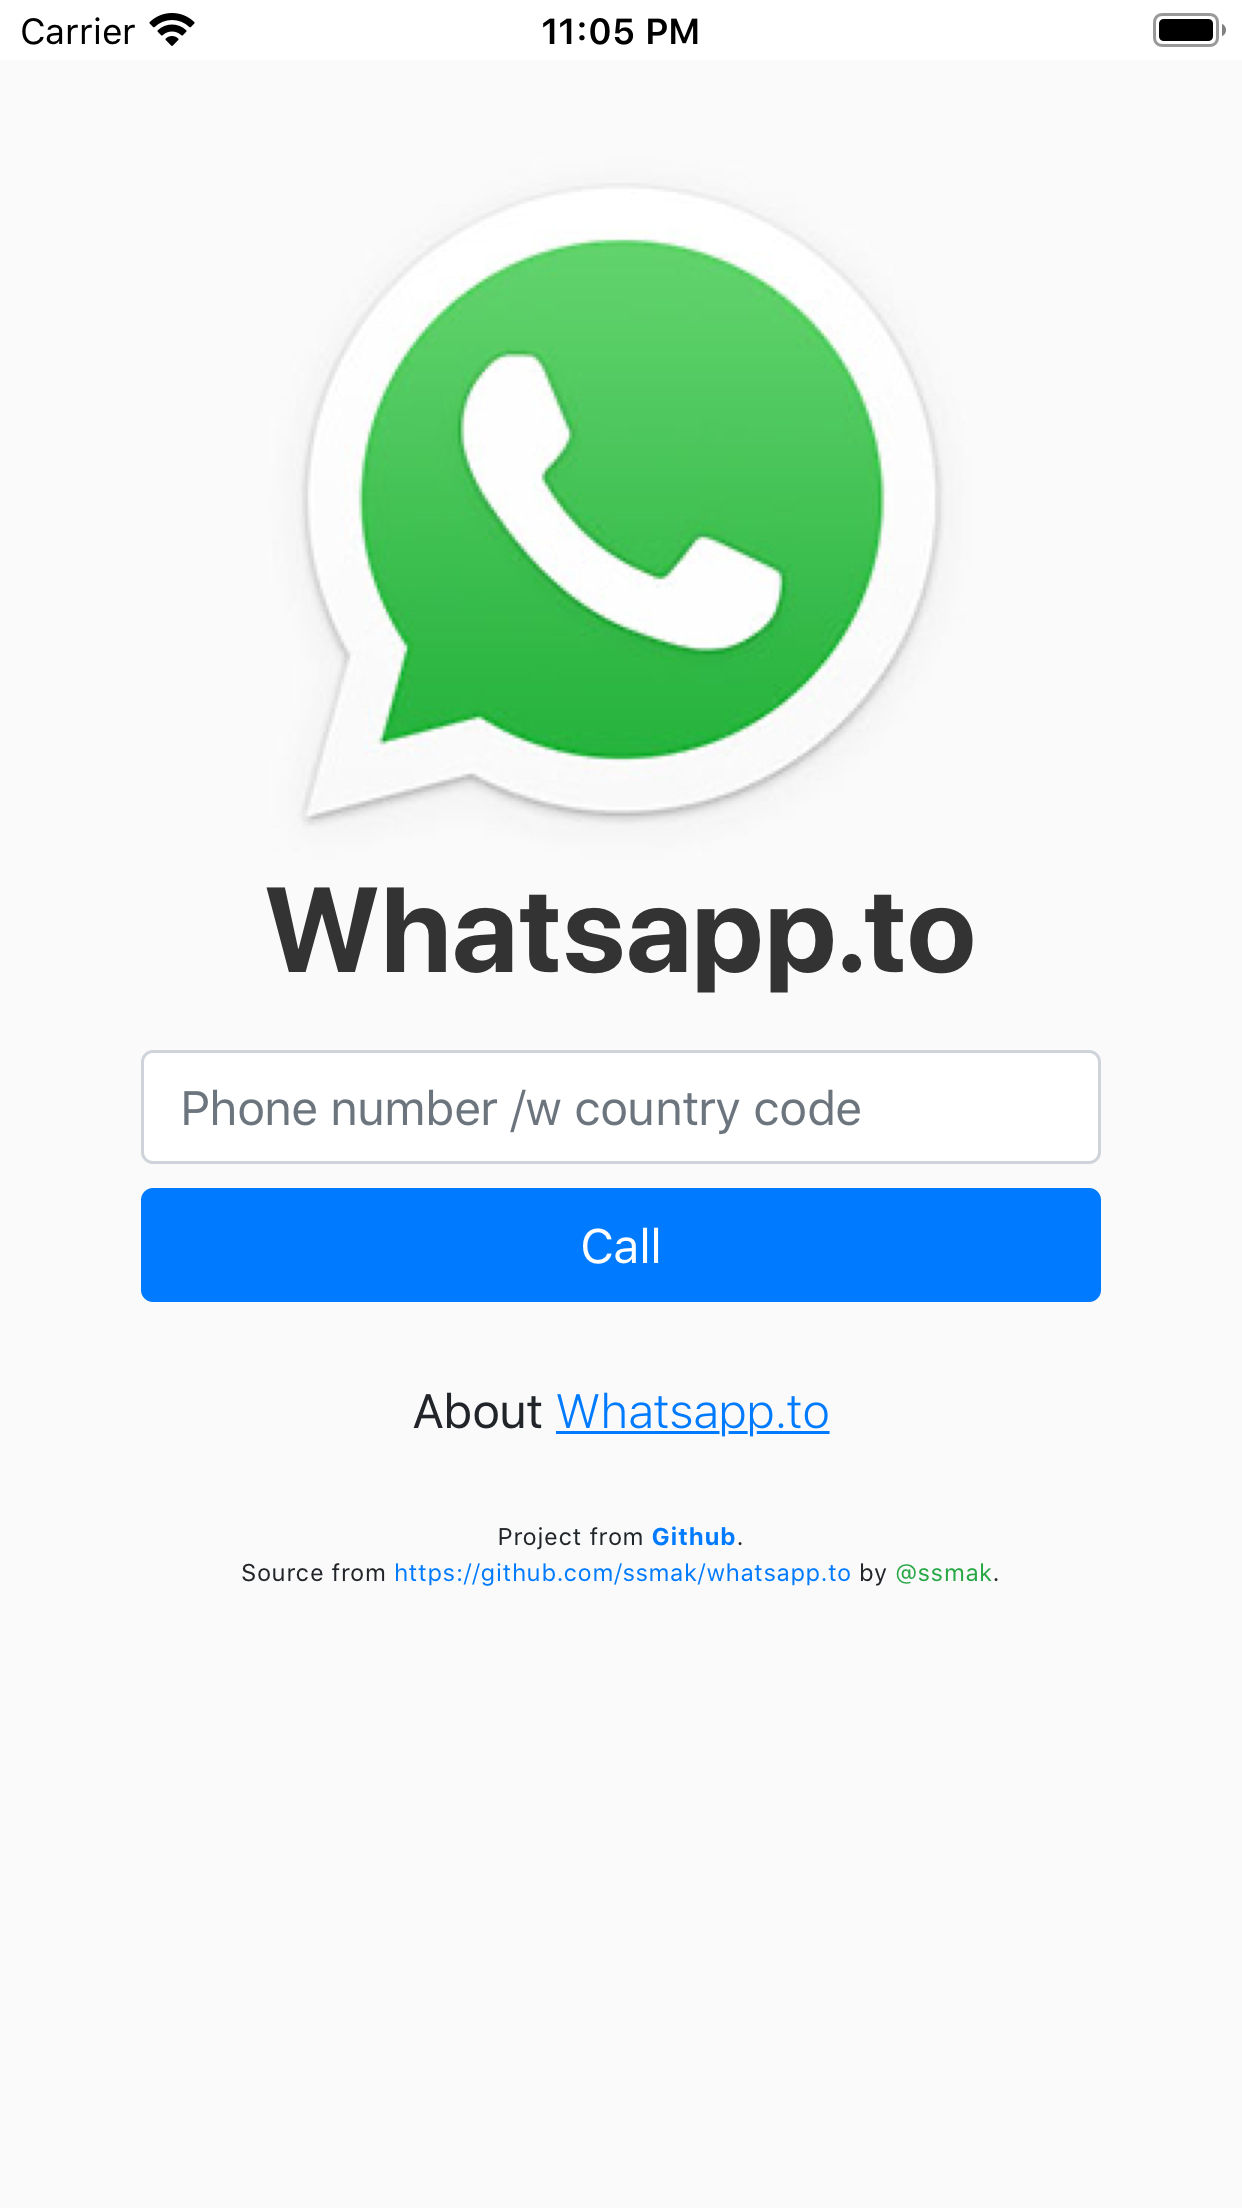 Carrier 11:05 PM
Whatsapp.to
Phone number /w country code
Call
About Whatsapp.to
Project from Github.
Source from https://github.com/ssmak/whatsapp.to by @ssmak.